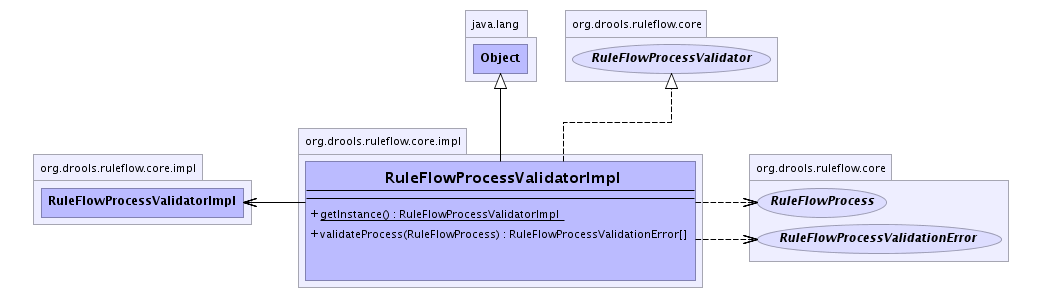 java.lang
org.drools.ruleflow.core
Object
RuleFlowProcessValidator
org.drools.ruleflow.core.impl
org.drools.ruleflow.core.impl
org.drools.ruleflow.core
RuleFlowProcessValidatorImpl
RuleFlowProcessValidatorImpl
RuleFlowProcess
+ getInstance() : RuleFlowProcessValidatorImpl
+ validateProcess(RuleFlowProcess) : RuleFlowProcessValidationError[]
RuleFlowProcessValidationError